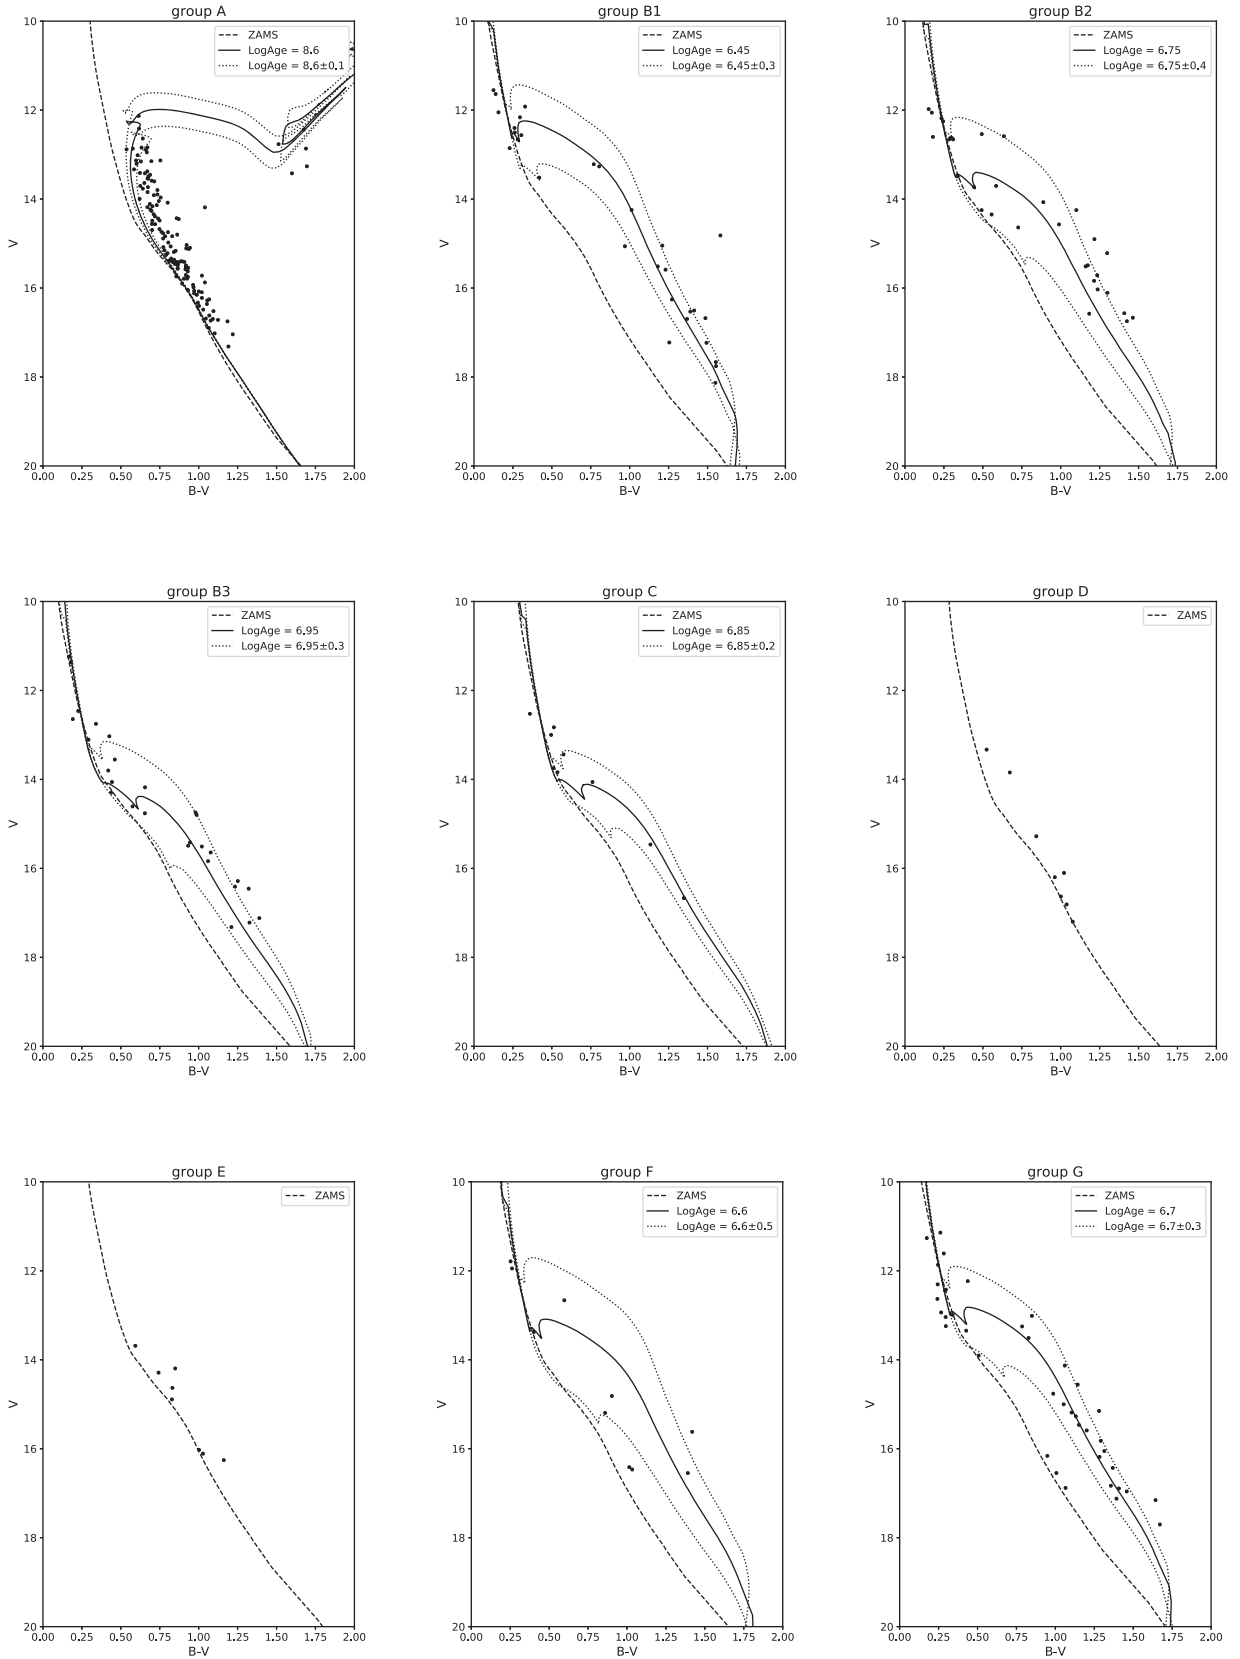 group A
ZAMS
LogAge = 8.6
LogAge = 8.6±0.1
10
12
14
16
18
20
V
0.00 0.25 0.50 0.75 1.00 1.25 1.50 1.75 2.00
B–V
group B1
ZAMS
LogAge = 6.45
LogAge = 6.45±0.3
10
12
14
16
18
20
V
0.00 0.25 0.50 0.75 1.00 1.25 1.50 1.75 2.00
B–V
group B2
ZAMS
LogAge = 6.75
LogAge = 6.75±0.4
10
12
14
16
18
20
V
0.00 0.25 0.50 0.75 1.00 1.25 1.50 1.75 2.00
B–V
group B3
ZAMS
LogAge = 6.95
LogAge = 6.95±0.3
10
12
14
16
18
20
V
0.00 0.25 0.50 0.75 1.00 1.25 1.50 1.75 2.00
B–V
group C
ZAMS
LogAge = 6.85
LogAge = 6.85±0.2
10
12
14
16
18
20
V
0.00 0.25 0.50 0.75 1.00 1.25 1.50 1.75 2.00
B–V
group D
ZAMS
10
12
14
16
18
20
V
0.00 0.25 0.50 0.75 1.00 1.25 1.50 1.75 2.00
B–V
group E
ZAMS
10
12
14
16
18
20
V
0.00 0.25 0.50 0.75 1.00 1.25 1.50 1.75 2.00
B–V
group F
ZAMS
LogAge = 6.6
LogAge = 6.6±0.5
10
12
14
16
18
20
V
0.00 0.25 0.50 0.75 1.00 1.25 1.50 1.75 2.00
B–V
group G
ZAMS
LogAge = 6.7
LogAge = 6.7±0.3
10
12
14
16
18
20
V
0.00 0.25 0.50 0.75 1.00 1.25 1.50 1.75 2.00
B–V